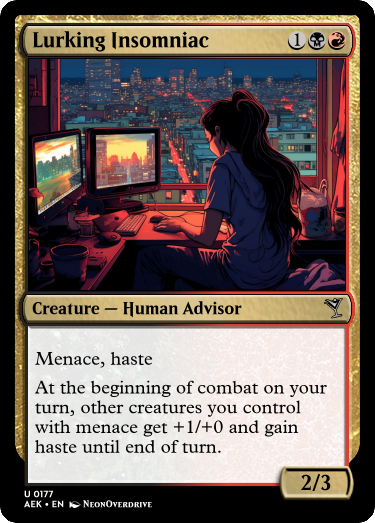 Lurking Insomniac 1
Creature — Human Advisor
Menace, haste
At the beginning of combat on your
turn, other creatures you control
with menace get +1/+0 and gain
haste until end of turn.
2/3
U 0177
AEK • EN NeonOverdrive